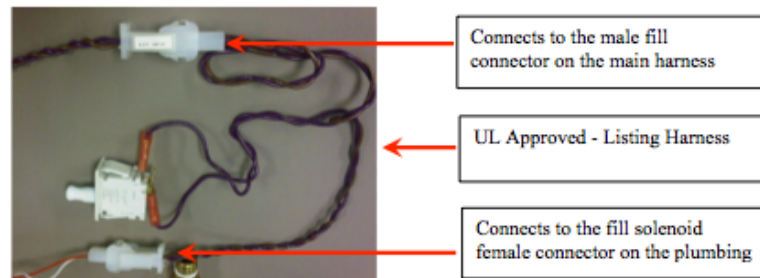 Connects to the male fill
connector on the main harness
UL Approved - Listing Harness
Connects to the fill solenoid
female connector on the plumbing